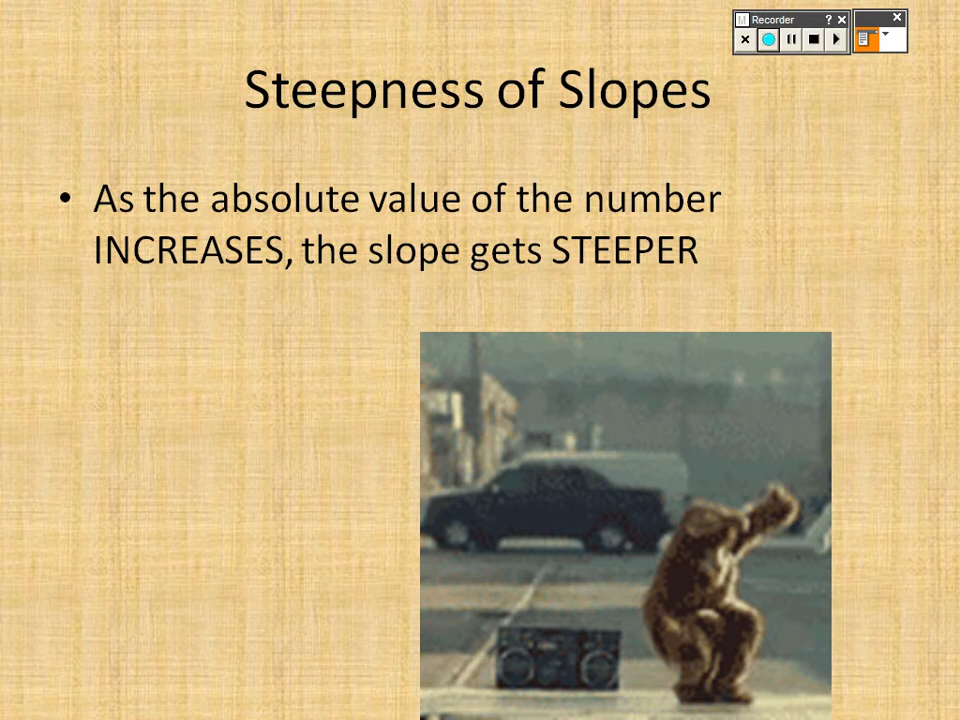 M Recorder ? ×
Steepness of Slopes
• As the absolute value of the number
INCREASES, the slope gets STEEPER